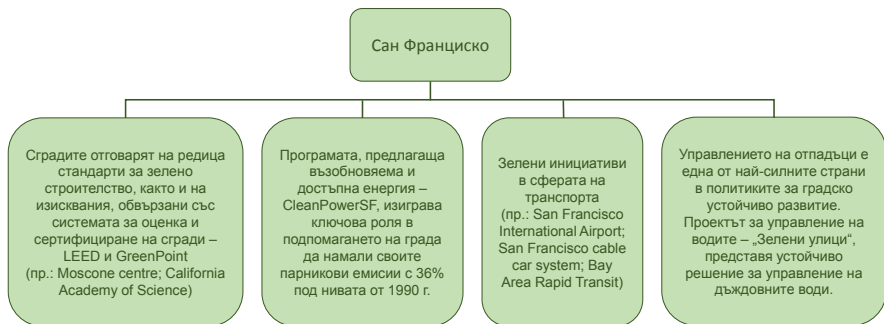 Сан Франциско
Сградите отговарят на редица
стандарти за зелено
строителство, както и на
изисквания, обвързани със
системата за оценка и
сертифициране на сгради –
LEED и GreenPoint
(пр.: Moscone centre; California
Academy of Science)
Програмата, предлагаща
възобновяема и
достъпна енергия –
CleanPowerSF, изиграва
ключова роля в
подпомагането на града
да намали своите
парникови емисии с 36%
под нивата от 1990 г.
Зелени инициативи
в сферата на
транспорта
(пр.: San Francisco
International Airport;
San Francisco cable
car system; Bay
Area Rapid Transit)
Управлението на отпадъци е
една от най-силните страни
в политиките за градско
устойчиво развитие.
Проектът за управление на
водите – „Зелени улици“,
представя устойчиво
решение за управление на
дъждовните води.